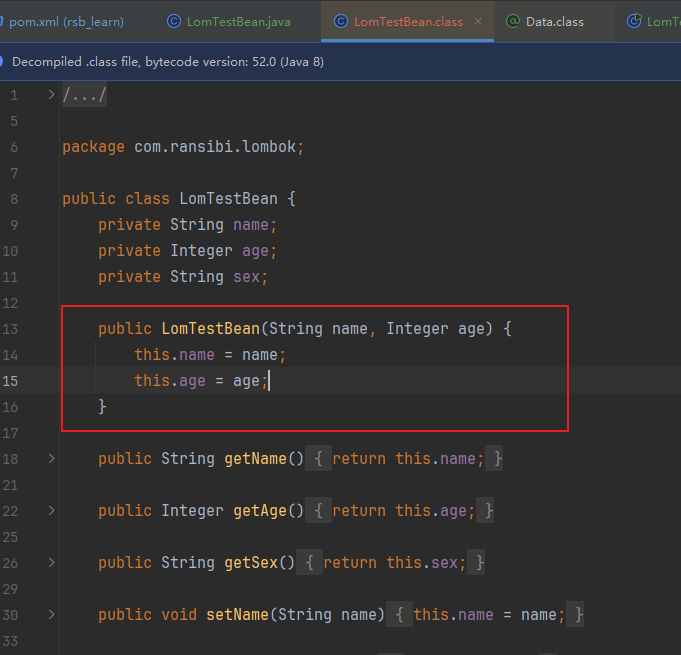 pom.xml (rsb_learn)
LomTestBean.java
LomTestBean.class
Data.class
LomT
Decompiled .class file, bytecode version: 52.0 (Java 8)
1 /.../
5
6 package com.ransibi.lombok;
7
8 public class LomTestBean {
9 private String name;
10 private Integer age;
11 private String sex;
12
13 public LomTestBean(String name, Integer age) {
14 this.name = name;
15 this.age = age;
16 }
17
18 public String getName() { return this.name; }
21
22 public Integer getAge() { return this.age; }
25
26 public String getSex() { return this.sex; }
29
30 public void setName(String name) { this.name = name; }
33